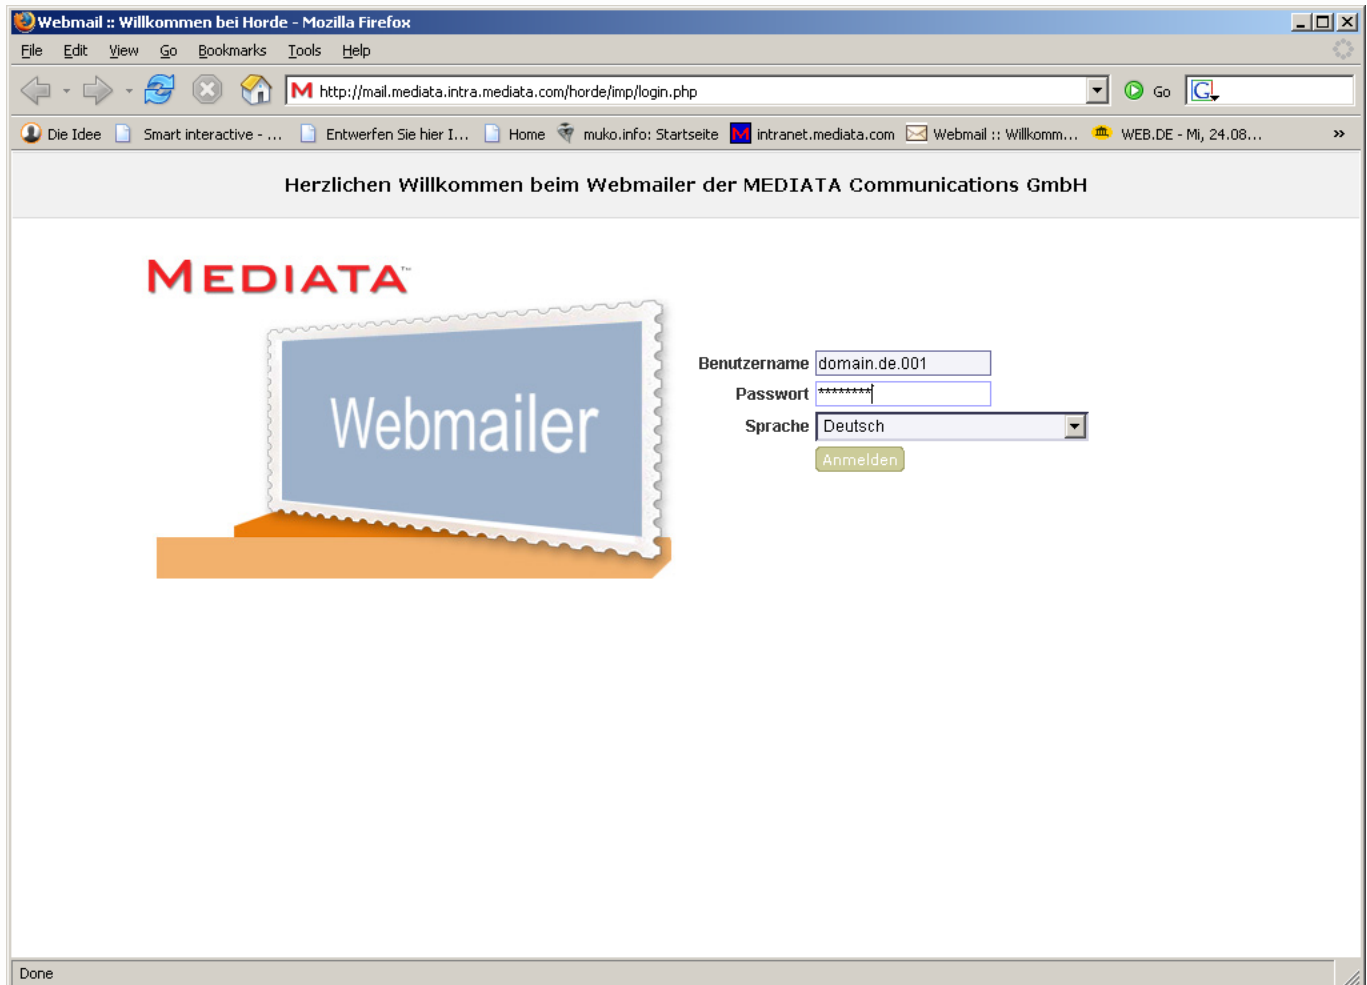 Webmail :: Willkommen bei Horde - Mozilla Firefox
File Edit View Go Bookmarks Tools Help
M http://mail.mediata.intra.mediata.com/horde/imp/login.php Go G
Die Idee Smart interactive - ... Entwerfen Sie hier I... Home muko.info: Startseite M intranet.mediata.com Webmail :: Willkomm... WEB.DE - Mi, 24.08... »
Herzlichen Willkommen beim Webmailer der MEDIATA Communications GmbH
MEDIATA™
Webmailer
Benutzername domain.de.001
Passwort ********
Sprache Deutsch
Anmelden
Done